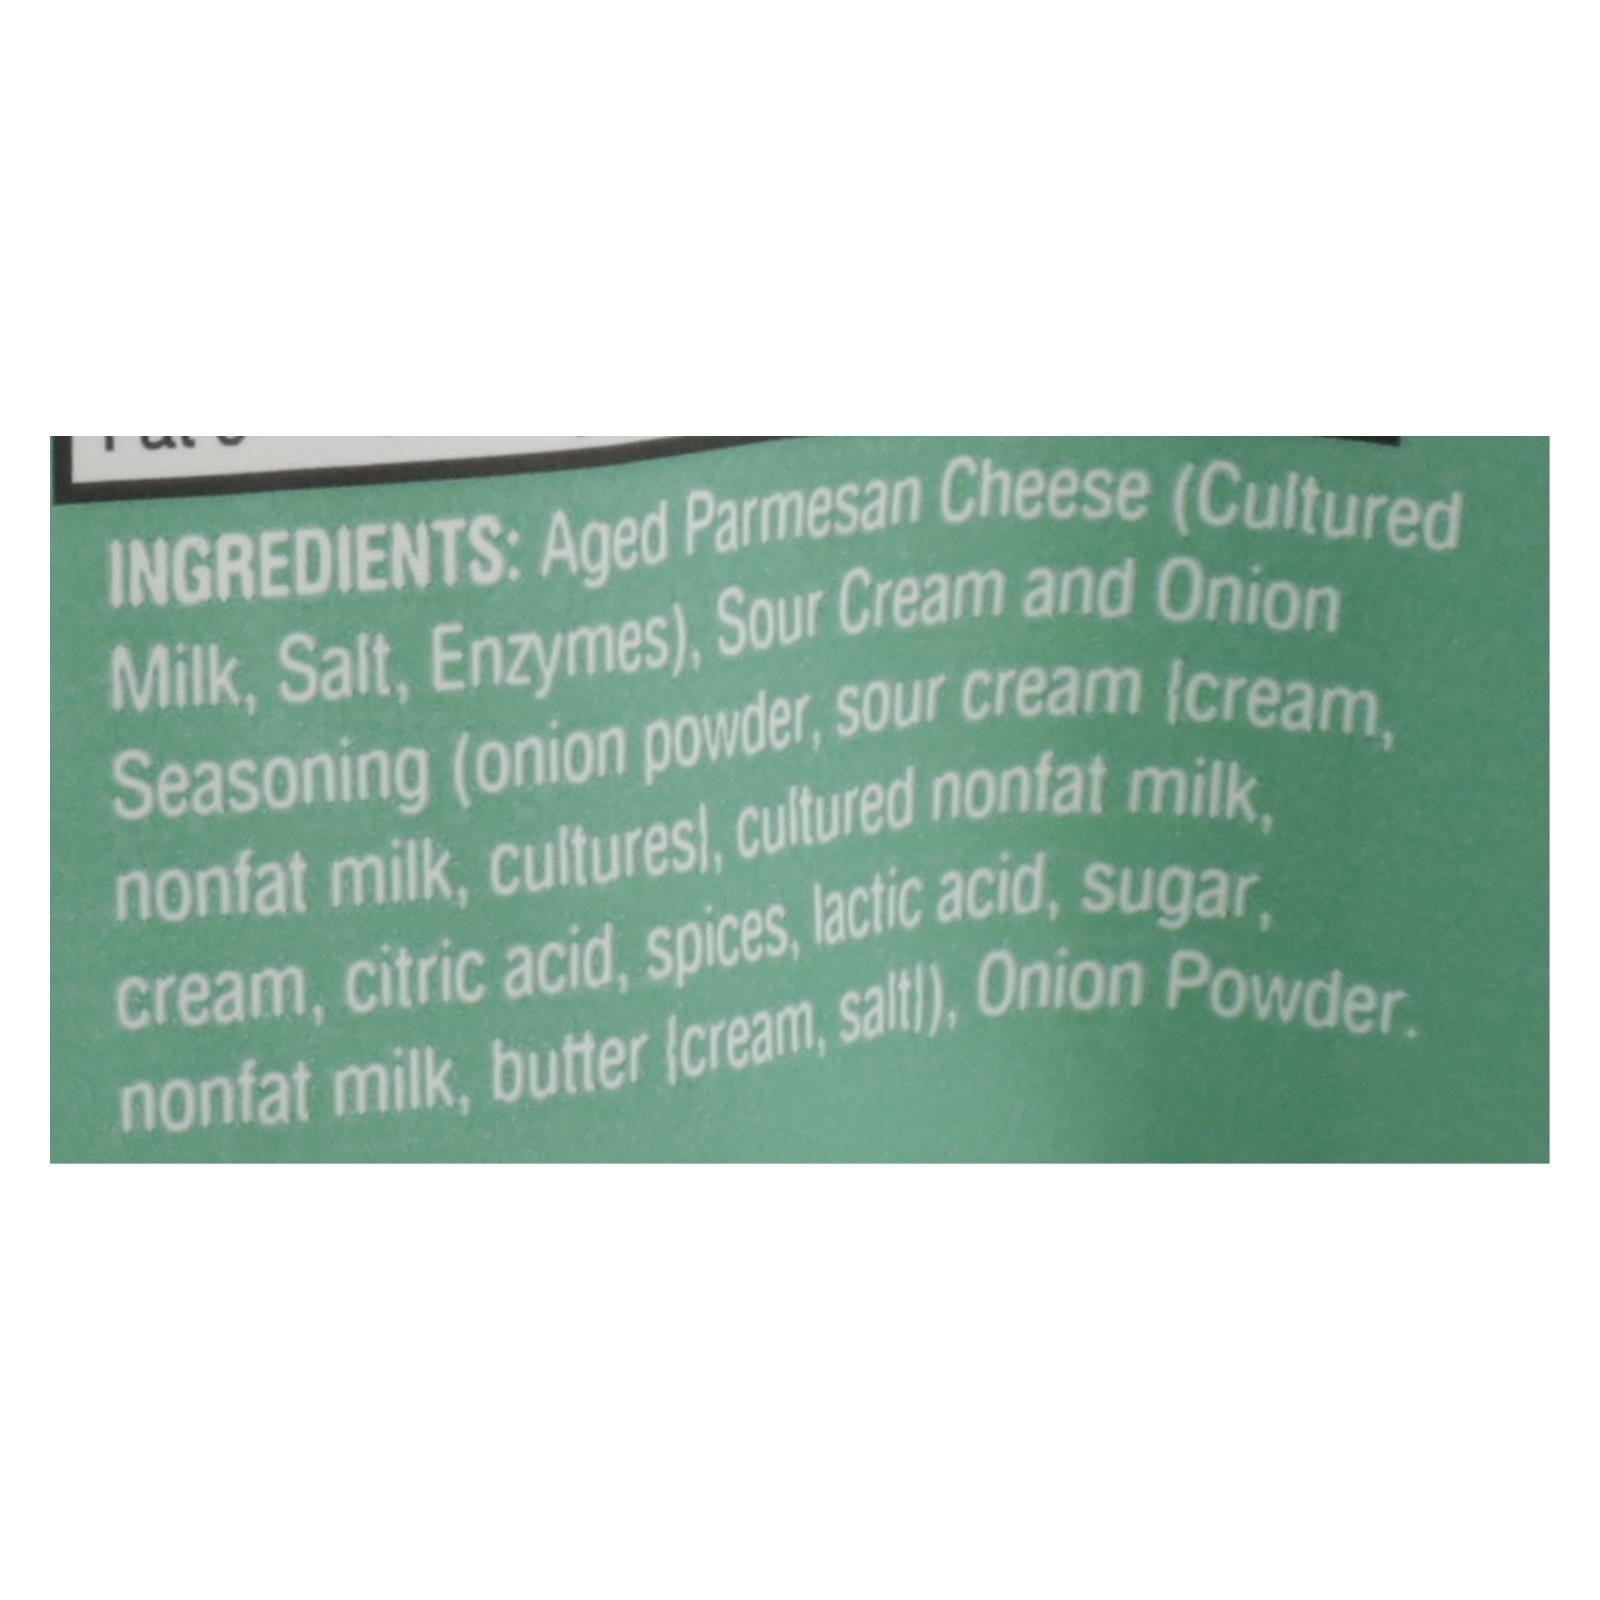 INGREDIENTS: Aged Parmesan Cheese (Cultured
Milk, Salt, Enzymes), Sour Cream and Onion
Seasoning (onion powder, sour cream {cream,
nonfat milk, cultures}, cultured nonfat milk,
cream, citric acid, spices, lactic acid, sugar,
nonfat milk, butter {cream, salt}), Onion Powder.